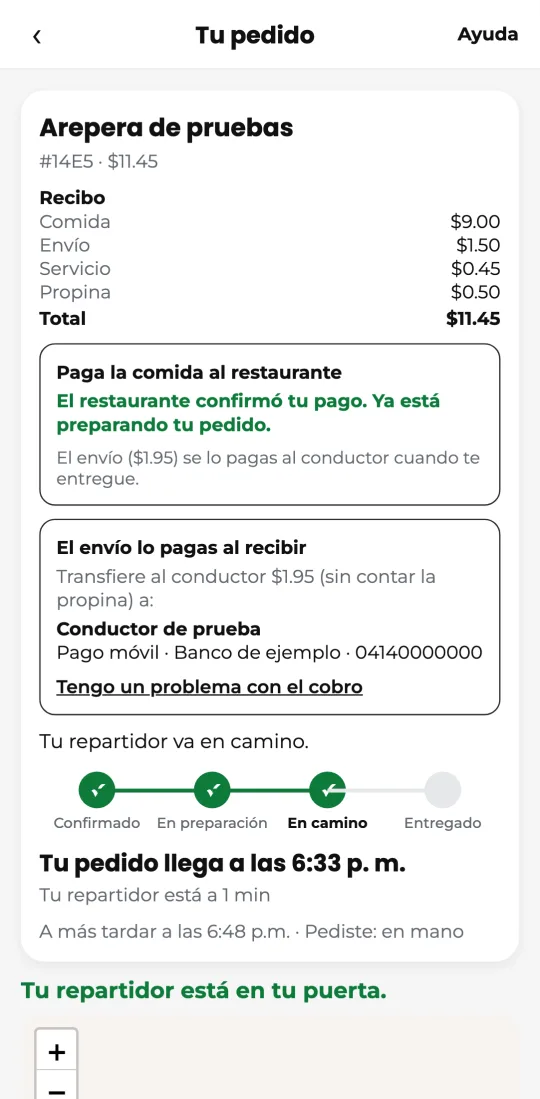 ‹
Tu pedido
Ayuda
Arepera de pruebas
#14E5 · $11.45
Recibo
Comida $9.00
Envío $1.50
Servicio $0.45
Propina $0.50
Total $11.45
Paga la comida al restaurante
El restaurante confirmó tu pago. Ya está
preparando tu pedido.
El envío ($1.95) se lo pagas al conductor cuando te
entregue.
El envío lo pagas al recibir
Transfiere al conductor $1.95 (sin contar la
propina) a:
Conductor de prueba
Pago móvil · Banco de ejemplo · 04140000000
Tengo un problema con el cobro
Tu repartidor va en camino.
Confirmado En preparación En camino Entregado
Tu pedido llega a las 6:33 p. m.
Tu repartidor está a 1 min
A más tardar a las 6:48 p.m. · Pediste: en mano
Tu repartidor está en tu puerta.
+
−